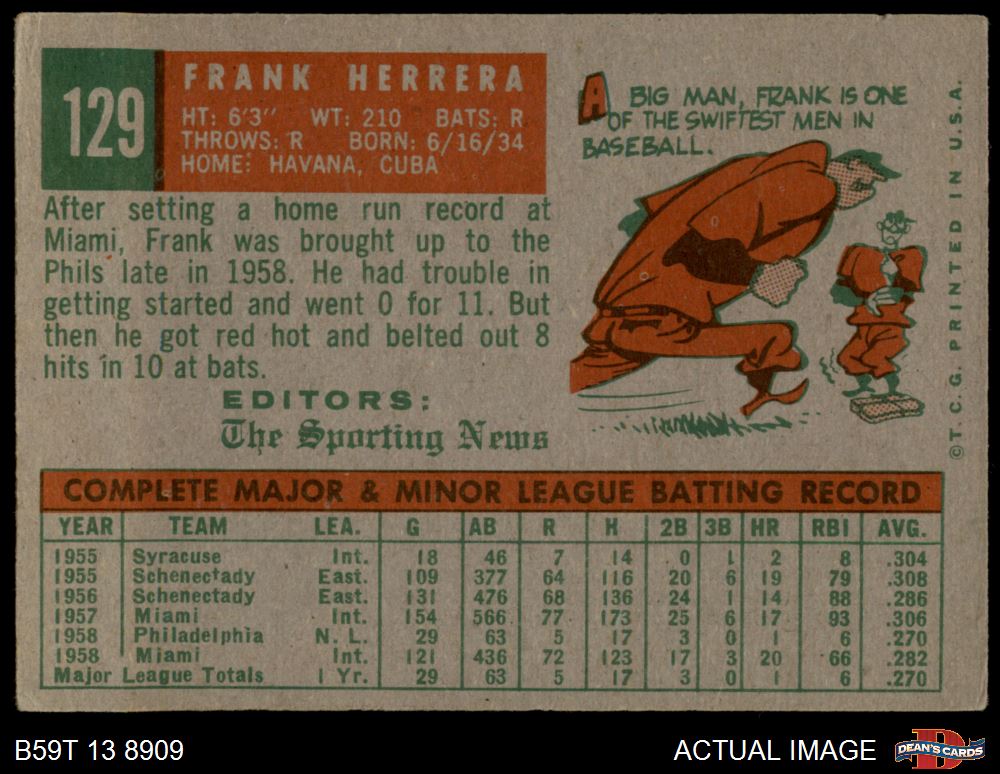 129
FRANK HERRERA
HT: 6'3" WT: 210 BATS: R
THROWS: R BORN: 6/16/34
HOME: HAVANA, CUBA
After setting a home run record at
Miami, Frank was brought up to the
Phils late in 1958. He had trouble in
getting started and went 0 for 11. But
then he got red hot and belted out 8
hits in 10 at bats.
EDITORS:
The Sporting News
A BIG MAN, FRANK IS ONE
OF THE SWIFTEST MEN IN
BASEBALL.
©T. C. G. PRINTED IN U.S.A.
COMPLETE MAJOR & MINOR LEAGUE BATTING RECORD
YEAR TEAM LEA. G AB R H 2B 3B HR RBI AVG.
1955 Syracuse Int. 18 46 7 14 0 1 2 8 .304
1955 Schenectady East. 109 377 64 116 20 6 19 79 .308
1956 Schenectady East. 131 476 68 136 24 1 14 88 .286
1957 Miami Int. 154 566 77 173 25 6 17 93 .306
1958 Philadelphia N. L. 29 63 5 17 3 0 1 6 .270
1958 Miami Int. 121 436 72 123 17 3 20 66 .282
Major League Totals 1 Yr. 29 63 5 17 3 0 1 6 .270
B59T 13 8909
ACTUAL IMAGE
D
DEAN'S CARDS